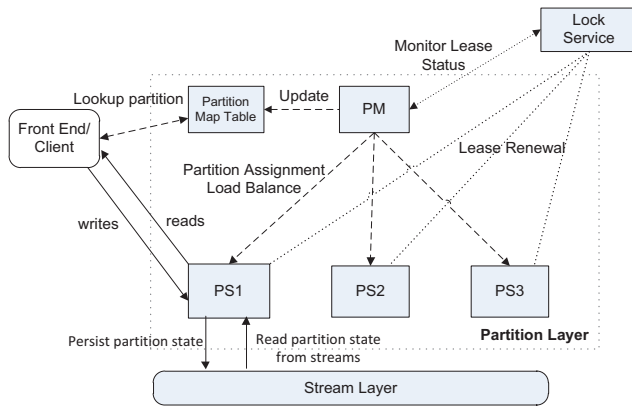 Lock
Service
Monitor Lease
Status
Lookup partition
Partition
Map Table
Update
PM
Front End/
Client
Partition Assignment
Load Balance
Lease Renewal
writes
reads
PS1
PS2
PS3
Partition Layer
Persist partition state
Read partition state
from streams
Stream Layer